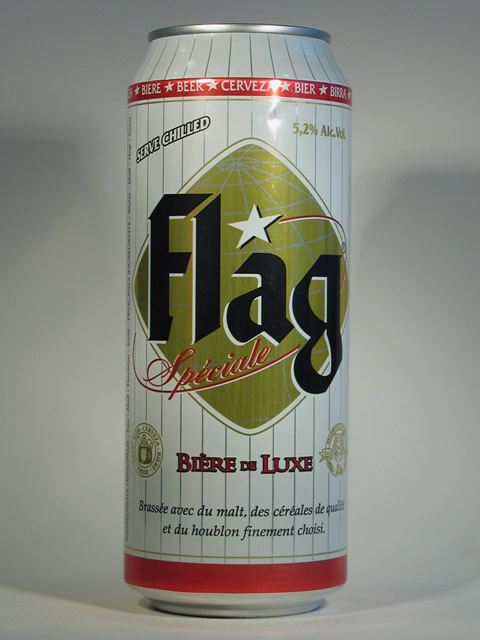 ★ BIÈRE ★ BEER ★ CERVEZA ★ BIER ★ BIRRA ★
SERVE CHILLED
5,2% Alc.Vol.
Flag
Spéciale
BIÈRE DE LUXE
Brassée avec du malt, des céréales de qualité
et du houblon finement choisi.